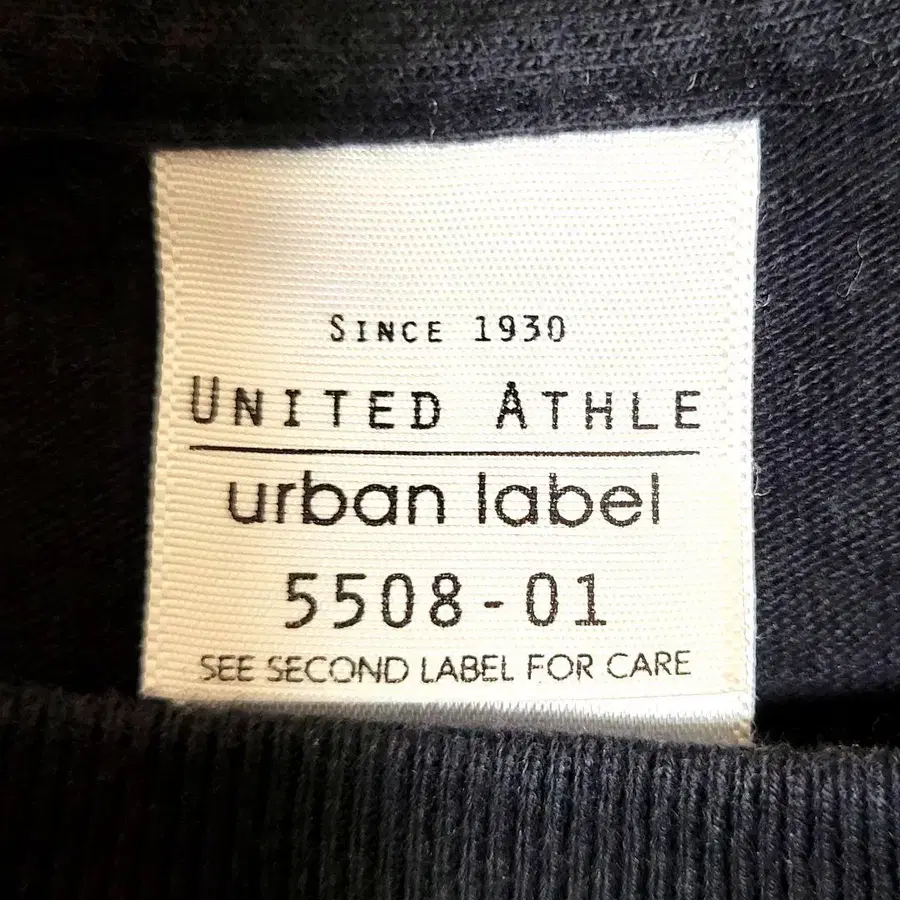 SINCE 1930
UNITED ATHLE
urban label
5508-01
SEE SECOND LABEL FOR CARE